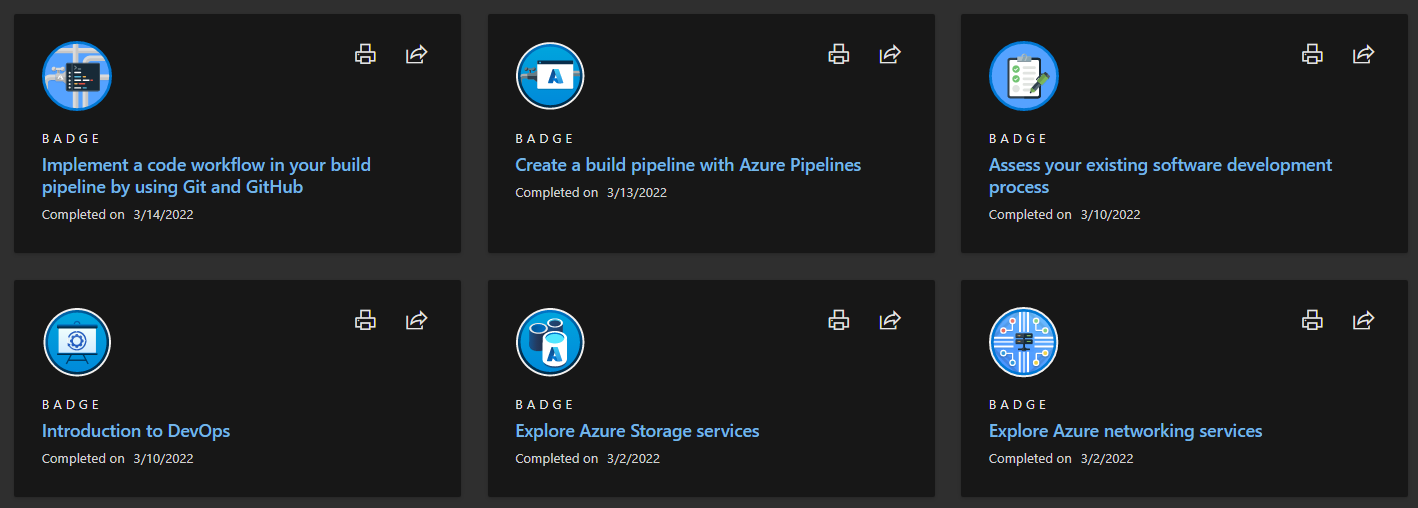 BADGE
Implement a code workflow in your build
pipeline by using Git and GitHub
Completed on 3/14/2022
BADGE
Create a build pipeline with Azure Pipelines
Completed on 3/13/2022
BADGE
Assess your existing software development
process
Completed on 3/10/2022
BADGE
Introduction to DevOps
Completed on 3/10/2022
BADGE
Explore Azure Storage services
Completed on 3/2/2022
BADGE
Explore Azure networking services
Completed on 3/2/2022